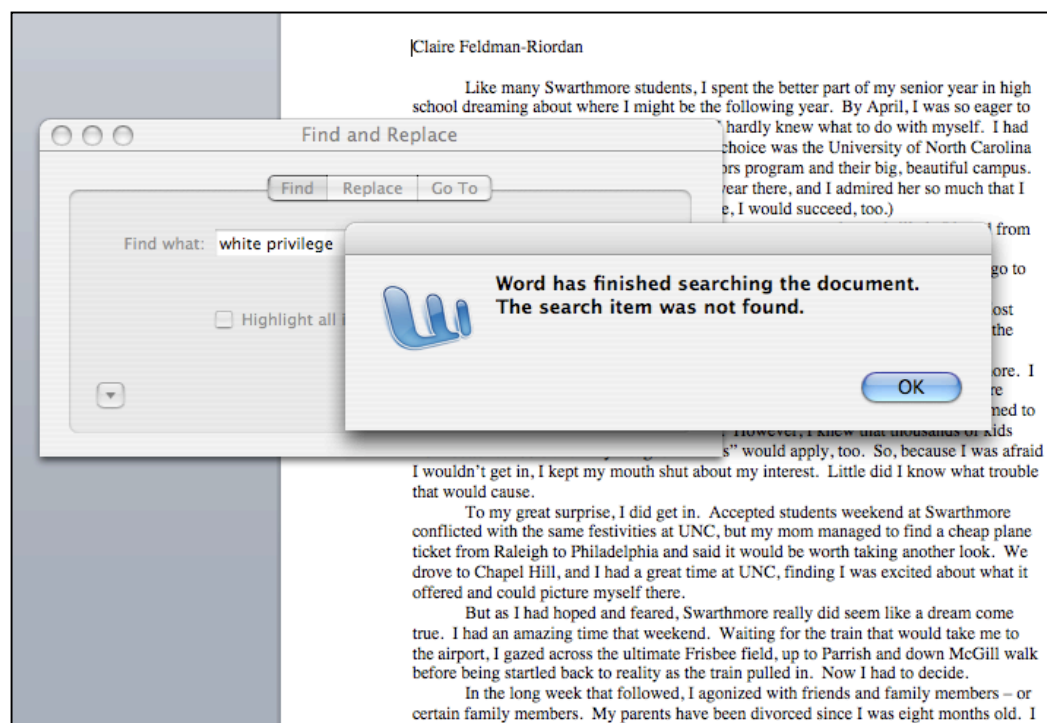 Claire Feldman-Riordan
Like many Swarthmore students, I spent the better part of my senior year in high
school dreaming about where I might be the following year.  By April, I was so eager to
hardly knew what to do with myself.  I had
Find and Replace
choice was the University of North Carolina
program and their big, beautiful campus.
Find Replace Go To
year there, and I admired her so much that I
I would succeed, too.)
Find what: white privilege
from
go to
Word has finished searching the document.
The search item was not found.
Highlight all
the
I
OK
to
However, I knew that thousands of kids
would apply, too.  So, because I was afraid
I wouldn't get in, I kept my mouth shut about my interest.  Little did I know what trouble
that would cause.
To my great surprise, I did get in.  Accepted students weekend at Swarthmore
conflicted with the same festivities at UNC, but my mom managed to find a cheap plane
ticket from Raleigh to Philadelphia and said it would be worth taking another look.  We
drove to Chapel Hill, and I had a great time at UNC, finding I was excited about what it
offered and could picture myself there.
But as I had hoped and feared, Swarthmore really did seem like a dream come
true.  I had an amazing time that weekend.  Waiting for the train that would take me to
the airport, I gazed across the ultimate Frisbee field, up to Parrish and down McGill walk
before being startled back to reality as the train pulled in.  Now I had to decide.
In the long week that followed, I agonized with friends and family members – or
certain family members.  My parents have been divorced since I was eight months old.  I